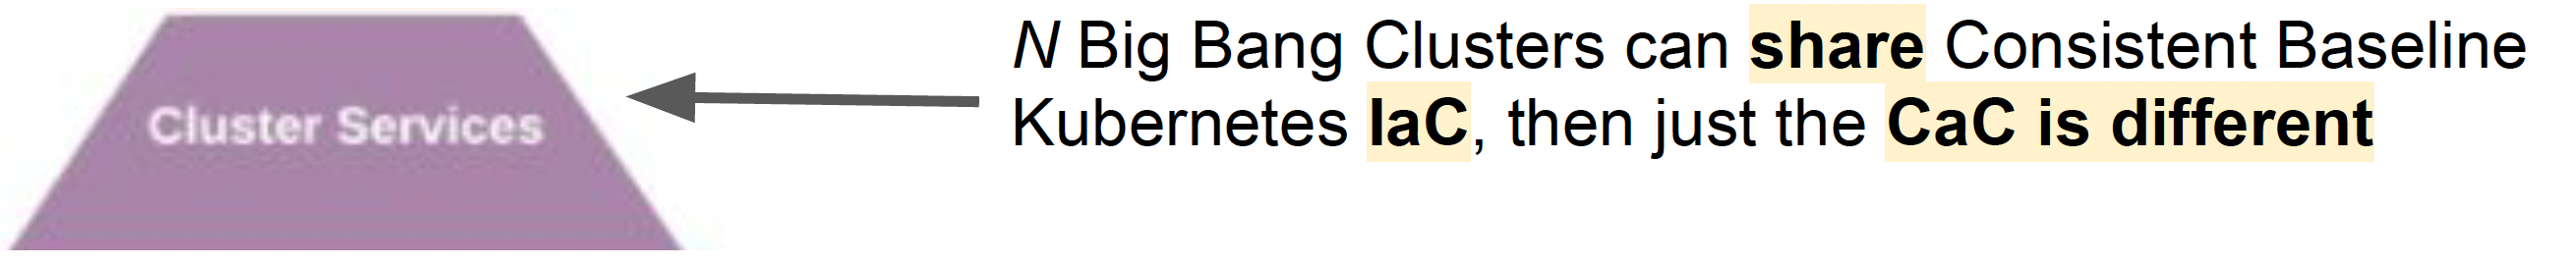 Cluster Services
N Big Bang Clusters can share Consistent Baseline
Kubernetes IaC, then just the CaC is different